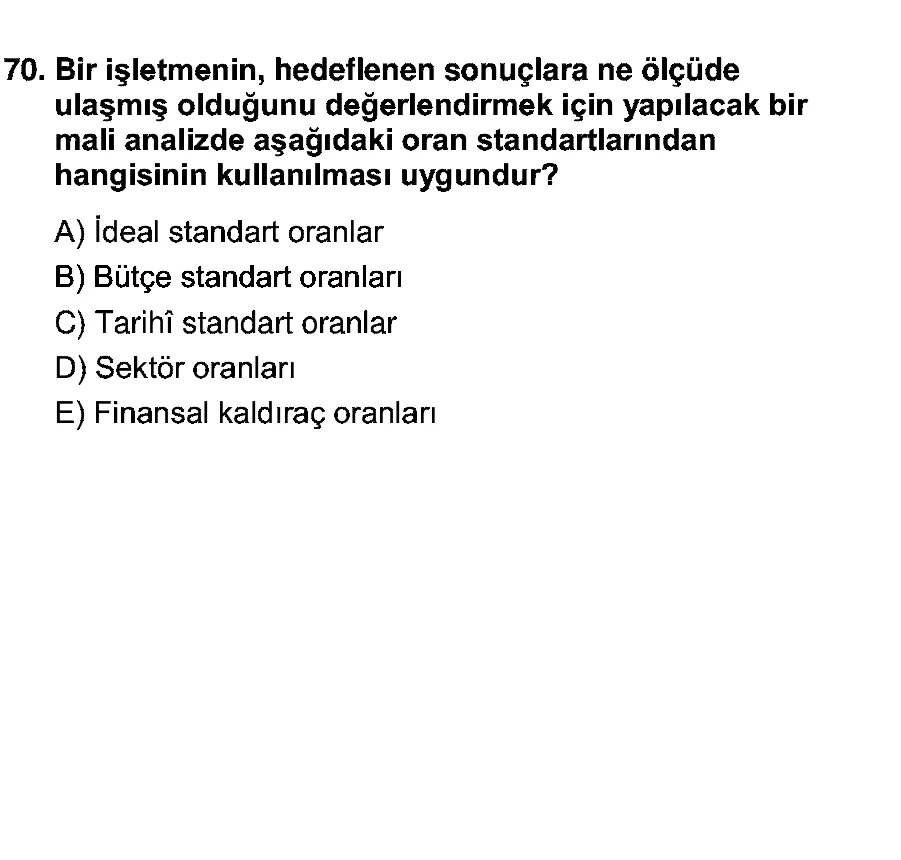 70. Bir işletmenin, hedeflenen sonuçlara ne ölçüde
ulaşmış olduğunu değerlendirmek için yapılacak bir
mali analizde aşağıdaki oran standartlarından
hangisinin kullanılması uygundur?
A) İdeal standart oranlar
B) Bütçe standart oranları
C) Tarihî standart oranlar
D) Sektör oranları
E) Finansal kaldıraç oranları